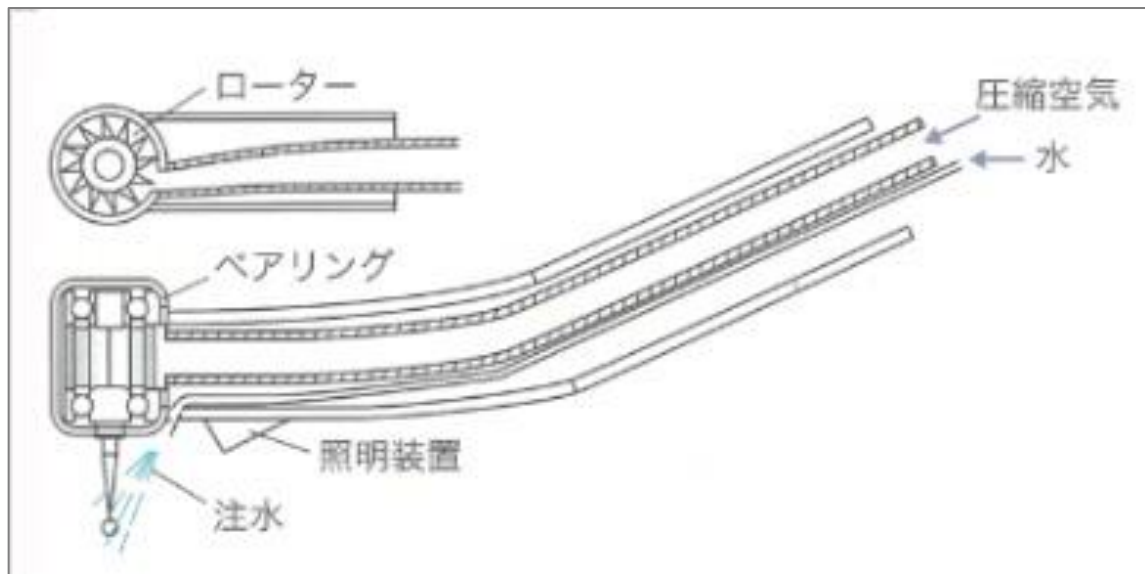 ローター
圧縮空気
水
ベアリング
照明装置
注水